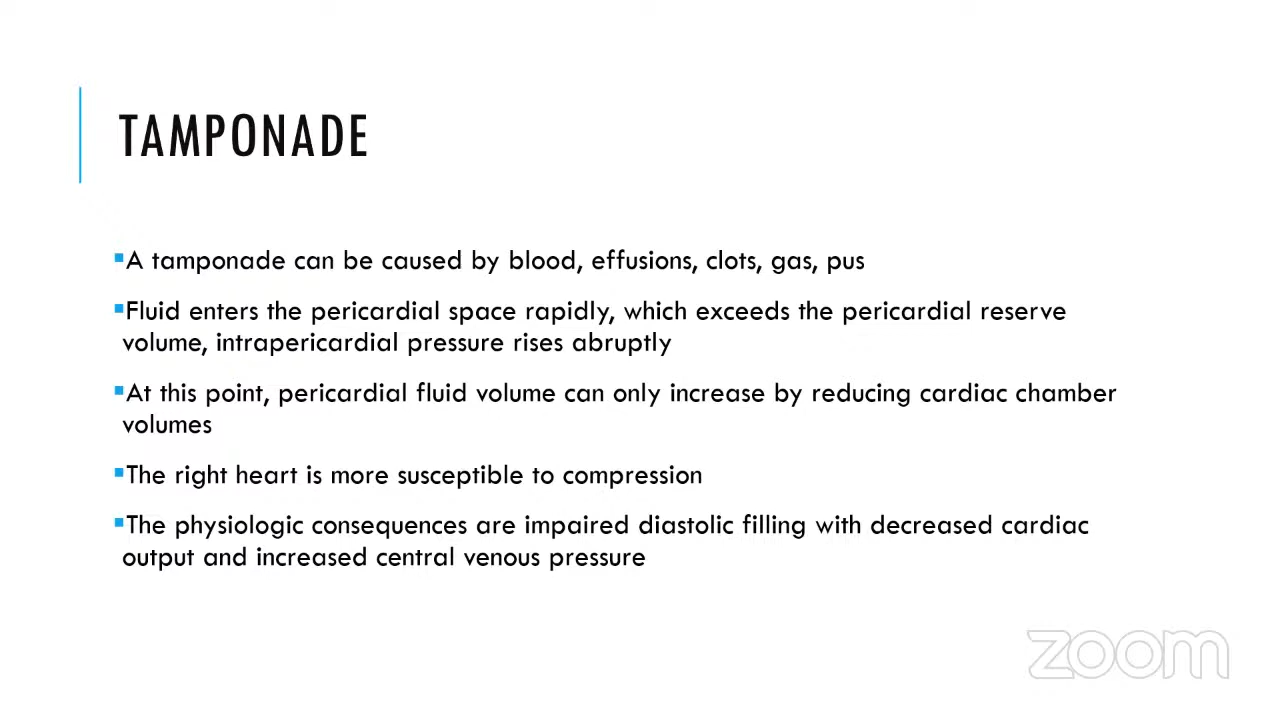 TAMPONADE
▪A tamponade can be caused by blood, effusions, clots, gas, pus
▪Fluid enters the pericardial space rapidly, which exceeds the pericardial reserve
volume, intrapericardial pressure rises abruptly
▪At this point, pericardial fluid volume can only increase by reducing cardiac chamber
volumes
▪The right heart is more susceptible to compression
▪The physiologic consequences are impaired diastolic filling with decreased cardiac
output and increased central venous pressure
zoom